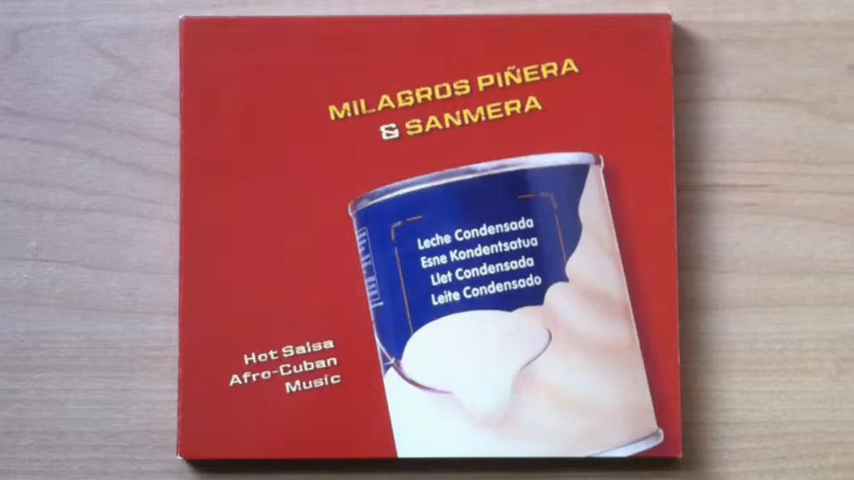 MILAGROS PIÑERA
& SANMERA
Leche Condensada
Esne Kondentsatua
Llet Condensada
Leite Condensado
Hot Salsa
Afro-Cuban
Music